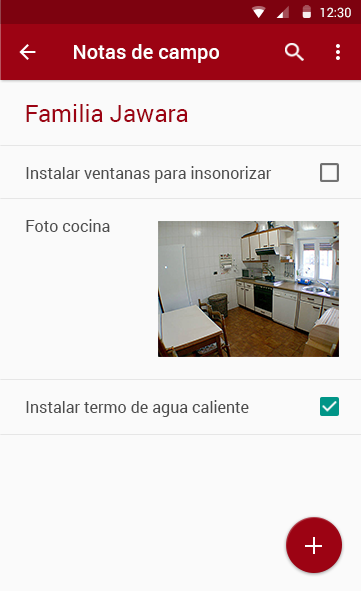 12:30
Notas de campo
Familia Jawara
Instalar ventanas para insonorizar
Foto cocina
Instalar termo de agua caliente